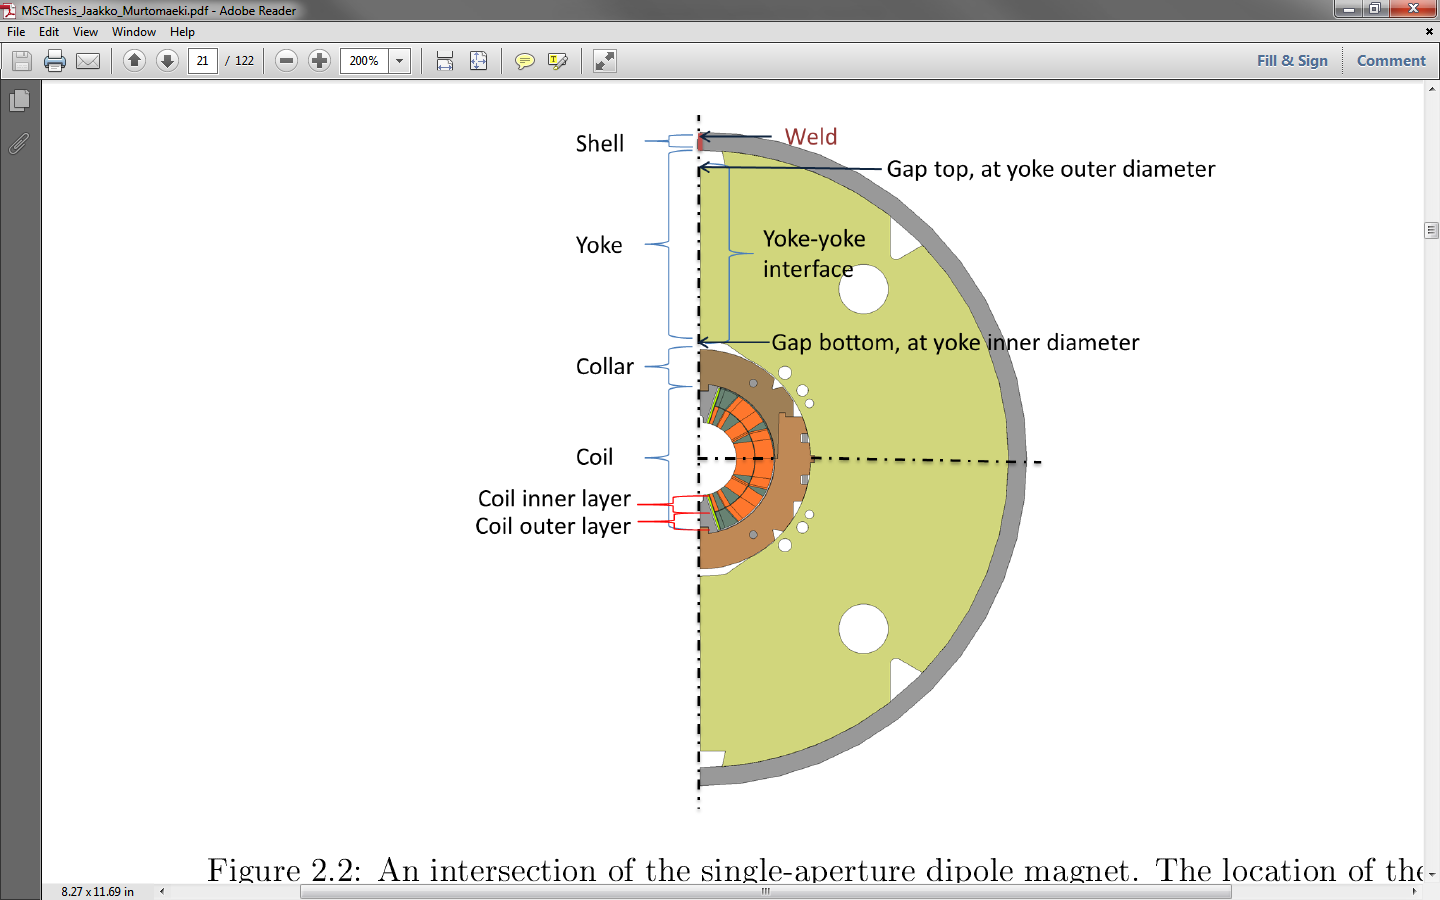 MScThesis_Jaakko_Murtomaeki.pdf - Adobe Reader
File Edit View Window Help
21 / 122 200% Fill & Sign Comment
Shell
Weld
Gap top, at yoke outer diameter
Yoke
Yoke-yoke
interface
Gap bottom, at yoke inner diameter
Collar
Coil
Coil inner layer
Coil outer layer
Figure 2.2: An intersection of the single-aperture dipole magnet. The location of the
8.27 x 11.69 in